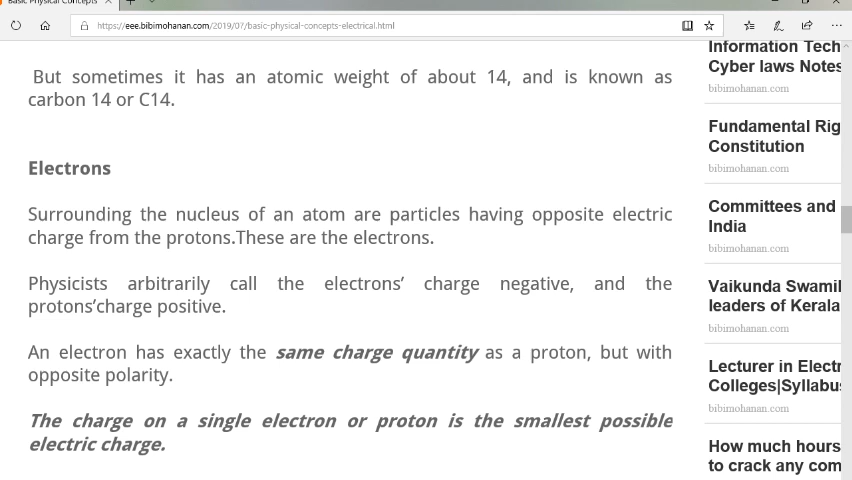 Basic Physical Concepts
https://eee.bibimohanan.com/2019/07/basic-physical-concepts-electrical.html
But sometimes it has an atomic weight of about 14, and is known as
carbon 14 or C14.
Electrons
Surrounding the nucleus of an atom are particles having opposite electric
charge from the protons.These are the electrons.
Physicists arbitrarily call the electrons’ charge negative, and the
protons’charge positive.
An electron has exactly the same charge quantity as a proton, but with
opposite polarity.
The charge on a single electron or proton is the smallest possible
electric charge.
Information Tech
Cyber laws Notes
bibimohanan.com
Fundamental Rig
Constitution
bibimohanan.com
Committees and
India
bibimohanan.com
Vaikunda Swamil
leaders of Kerala
bibimohanan.com
Lecturer in Electr
Colleges|Syllabu
bibimohanan.com
How much hours
to crack any com